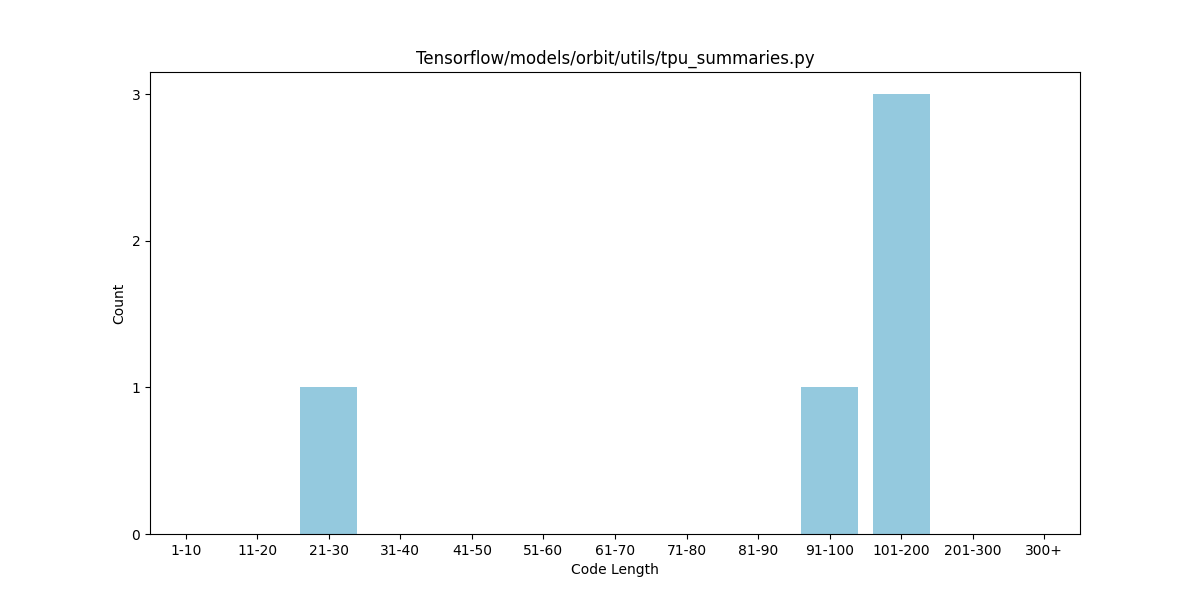 Tensorflow/models/orbit/utils/tpu_summaries.py
3
2
1
0
Count
1-10 11-20 21-30 31-40 41-50 51-60 61-70 71-80 81-90 91-100 101-200 201-300 300+
Code Length